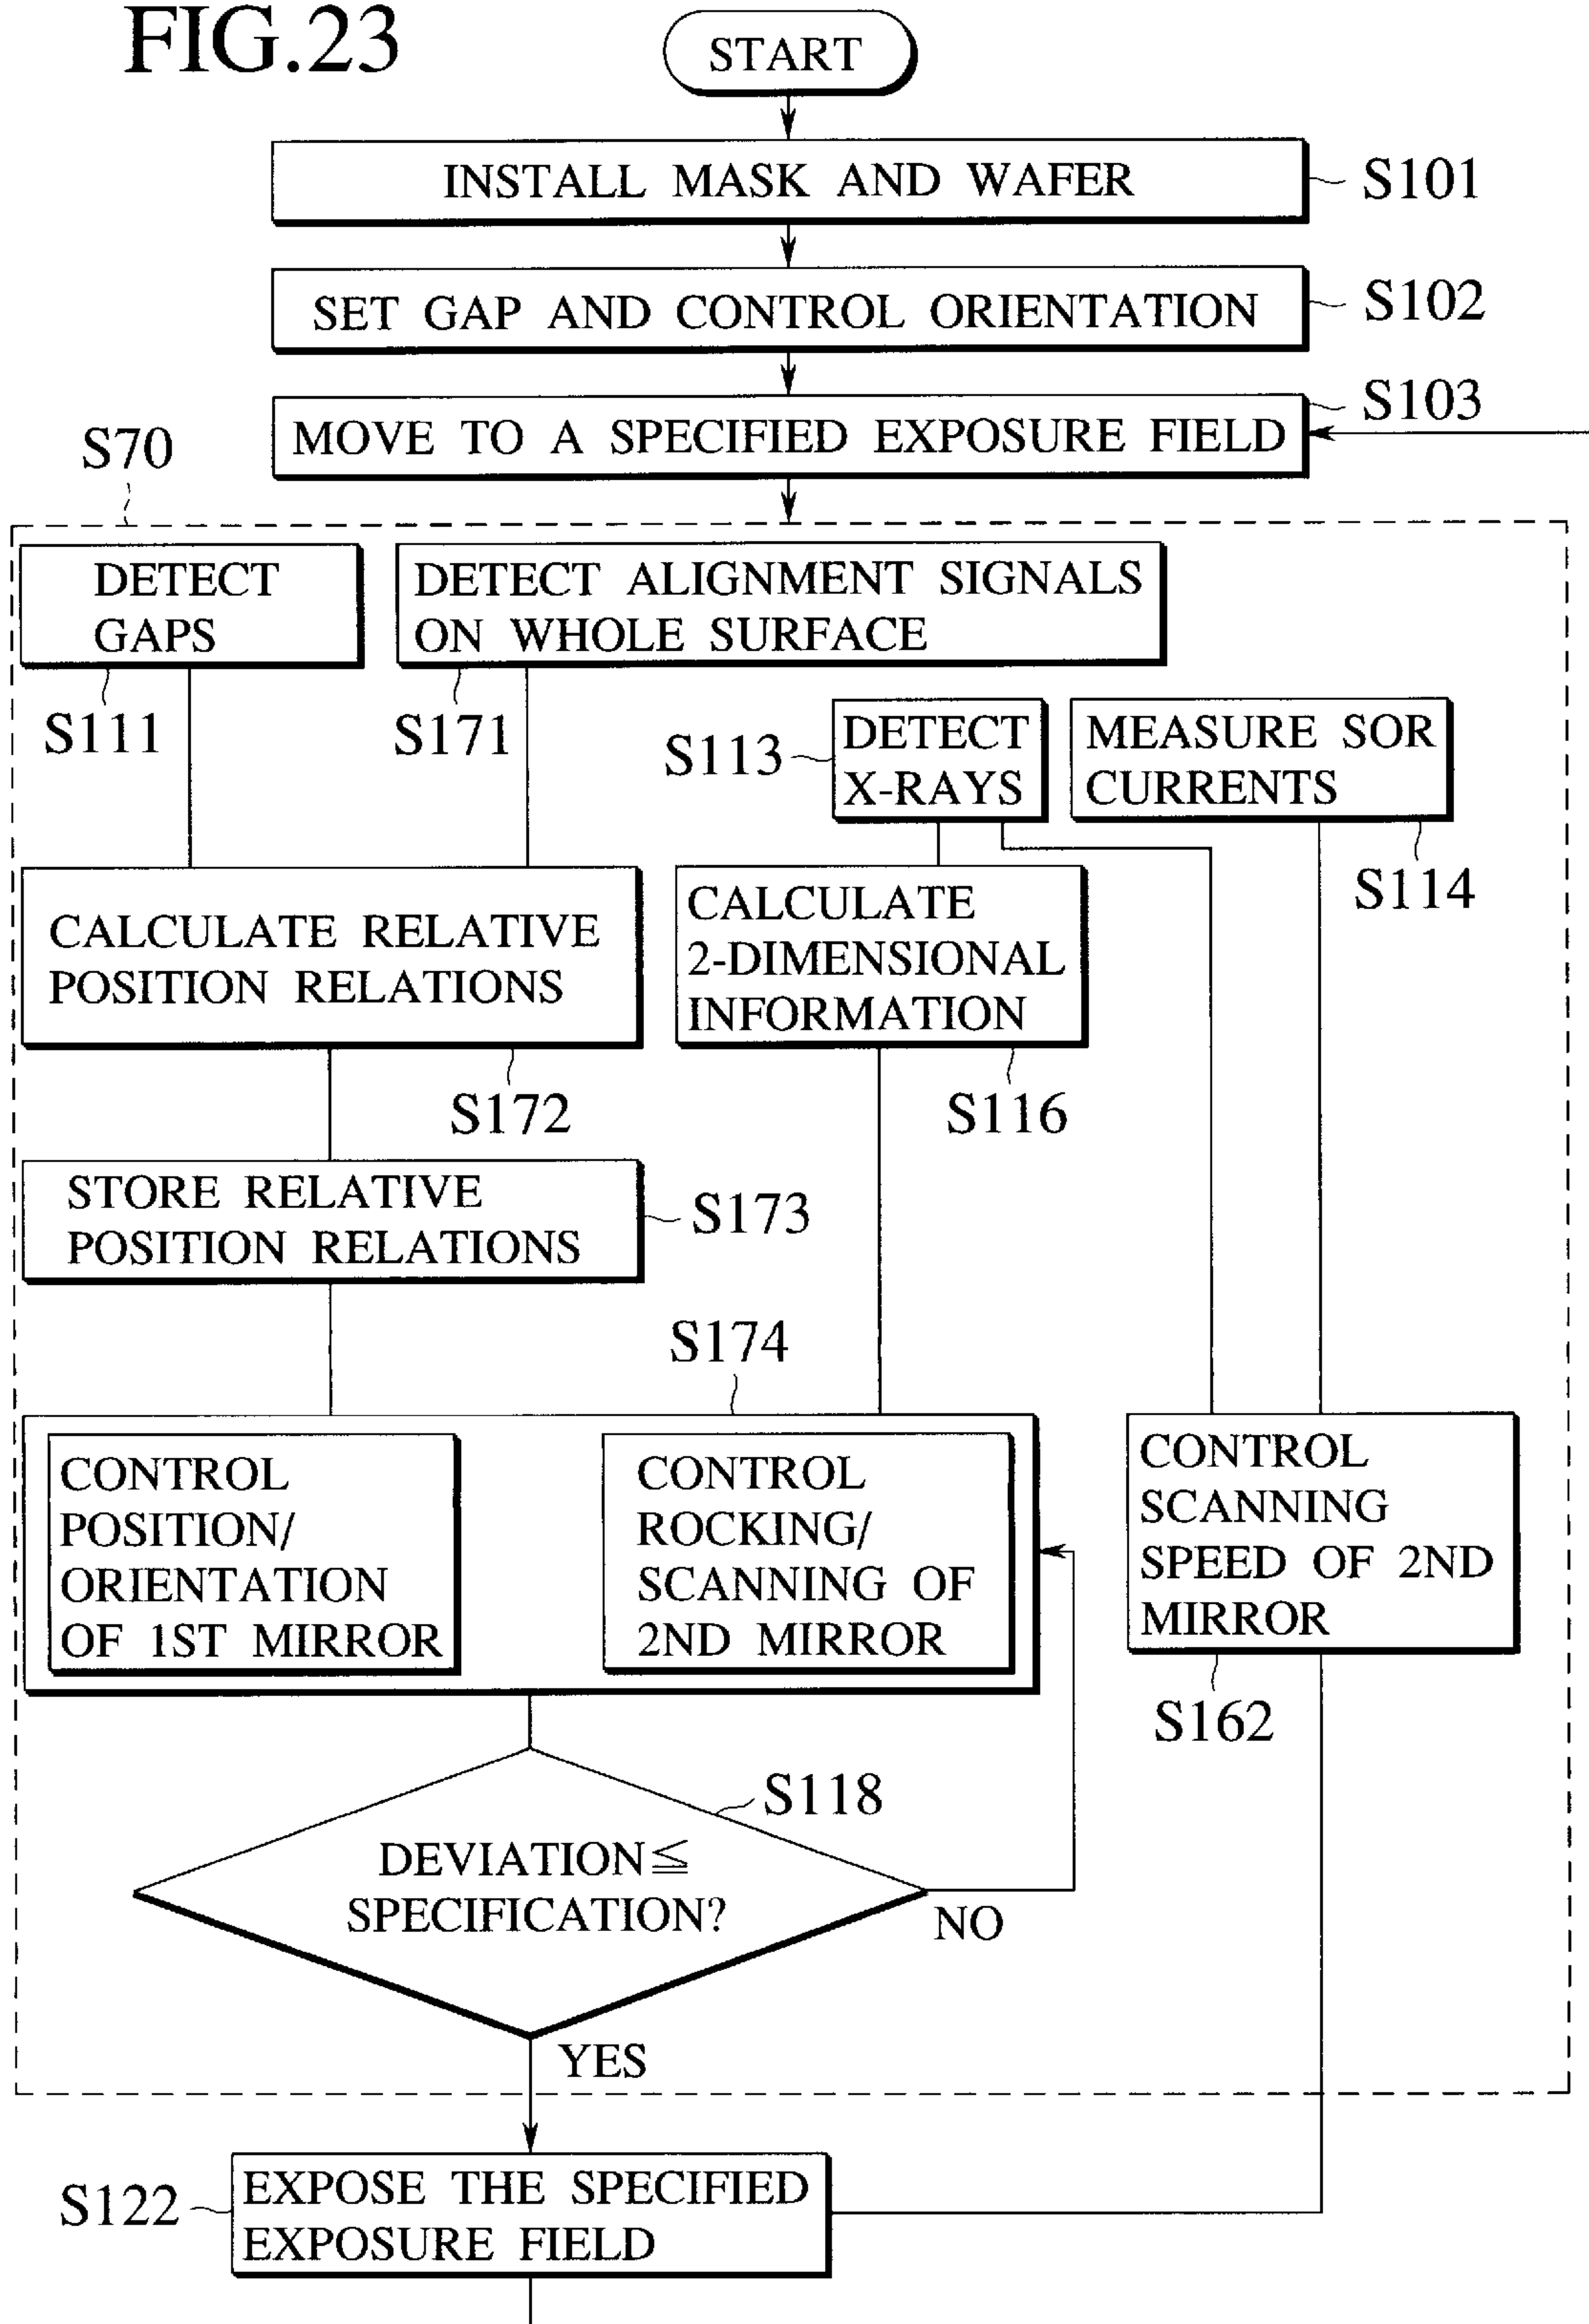 FIG.23
START
INSTALL MASK AND WAFER
S101
SET GAP AND CONTROL ORIENTATION
S102
S103
MOVE TO A SPECIFIED EXPOSURE FIELD
S70
DETECT
GAPS
S111
DETECT ALIGNMENT SIGNALS
ON WHOLE SURFACE
S171
S113
DETECT
X-RAYS
MEASURE SOR
CURRENTS
S114
CALCULATE RELATIVE
POSITION RELATIONS
S172
CALCULATE
2-DIMENSIONAL
INFORMATION
S116
STORE RELATIVE
POSITION RELATIONS
S173
S174
CONTROL
POSITION/
ORIENTATION
OF 1ST MIRROR
CONTROL
ROCKING/
SCANNING OF
2ND MIRROR
CONTROL
SCANNING
SPEED OF 2ND
MIRROR
S162
S118
DEVIATION≦
SPECIFICATION?
NO
YES
S122
EXPOSE THE SPECIFIED
EXPOSURE FIELD